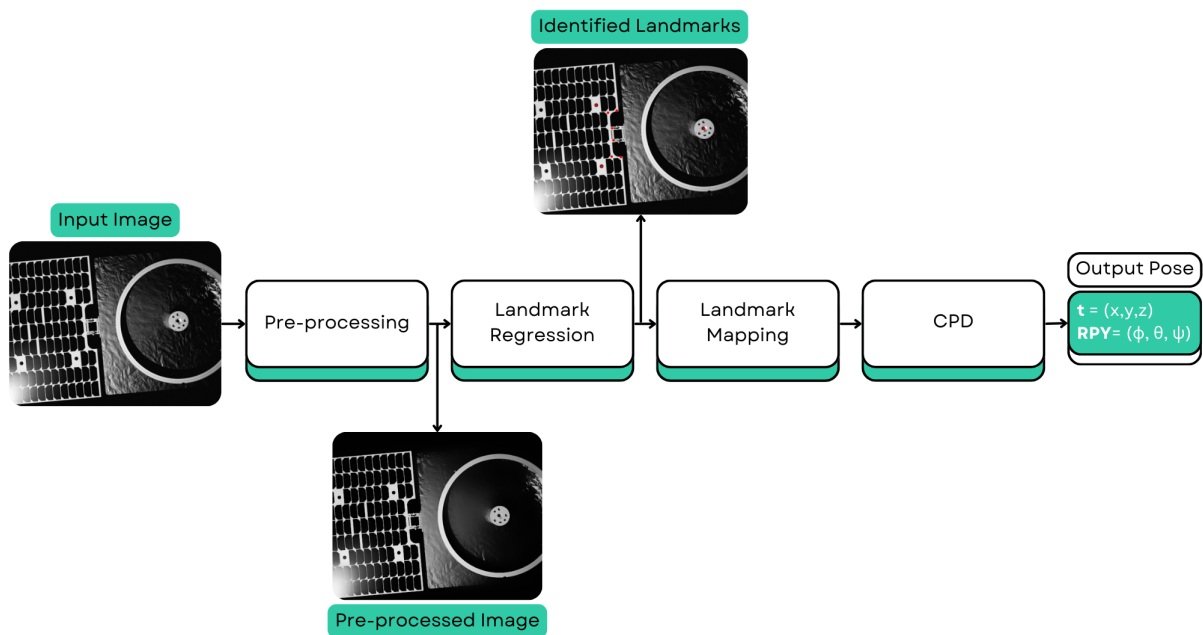 Identified Landmarks
Input Image
Pre-processing
Landmark
Regression
Landmark
Mapping
CPD
Output Pose
t = (x,y,z)
RPY= (ϕ, θ, ψ)
Pre-processed Image